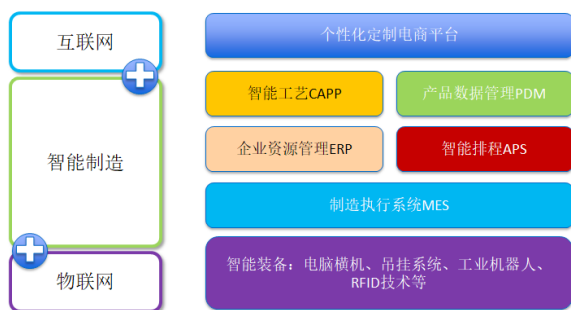 互联网
个性化定制电商平台
智能工艺CAPP
产品数据管理PDM
智能制造
企业资源管理ERP
智能排程APS
制造执行系统MES
物联网
智能装备：电脑横机、吊挂系统、工业机器人、
RFID技术等